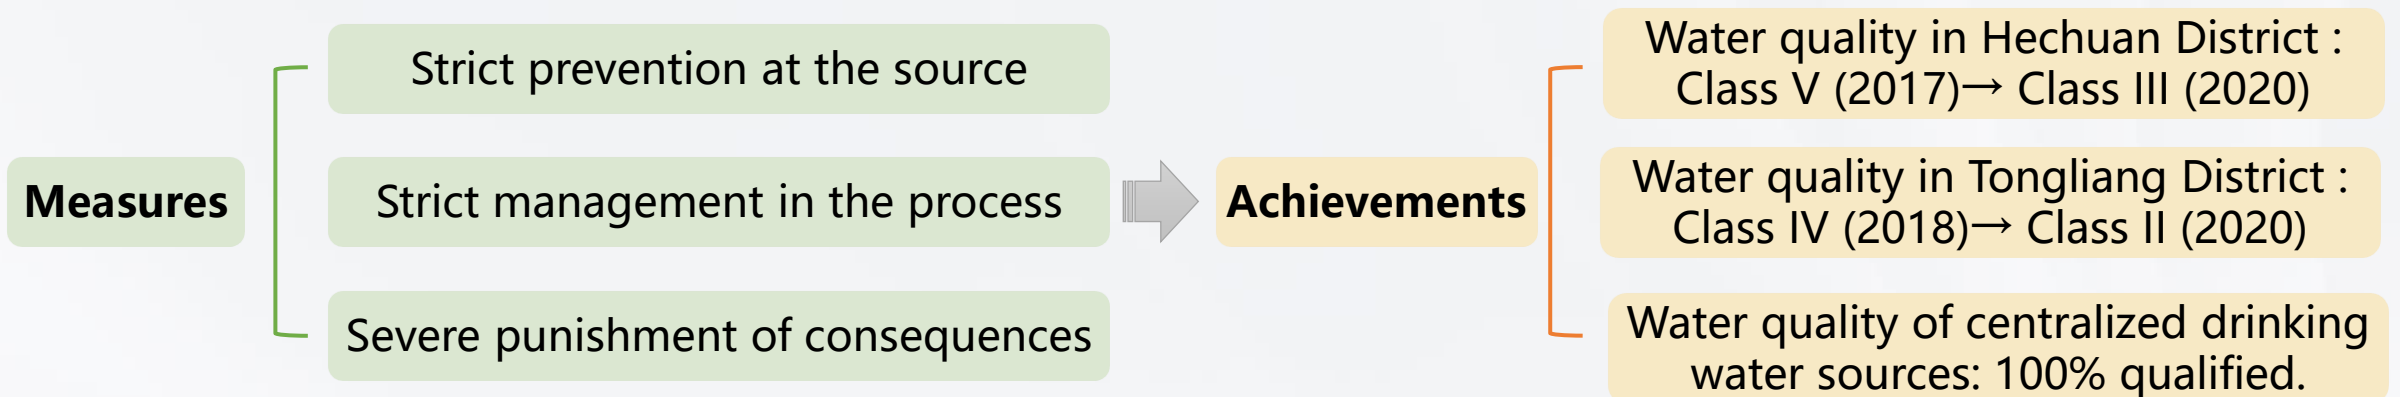 Measures
Strict prevention at the source
Strict management in the process
Severe punishment of consequences
Achievements
Water quality in Hechuan District :
Class V (2017)→ Class III (2020)
Water quality in Tongliang District :
Class IV (2018)→ Class II (2020)
Water quality of centralized drinking
water sources: 100% qualified.